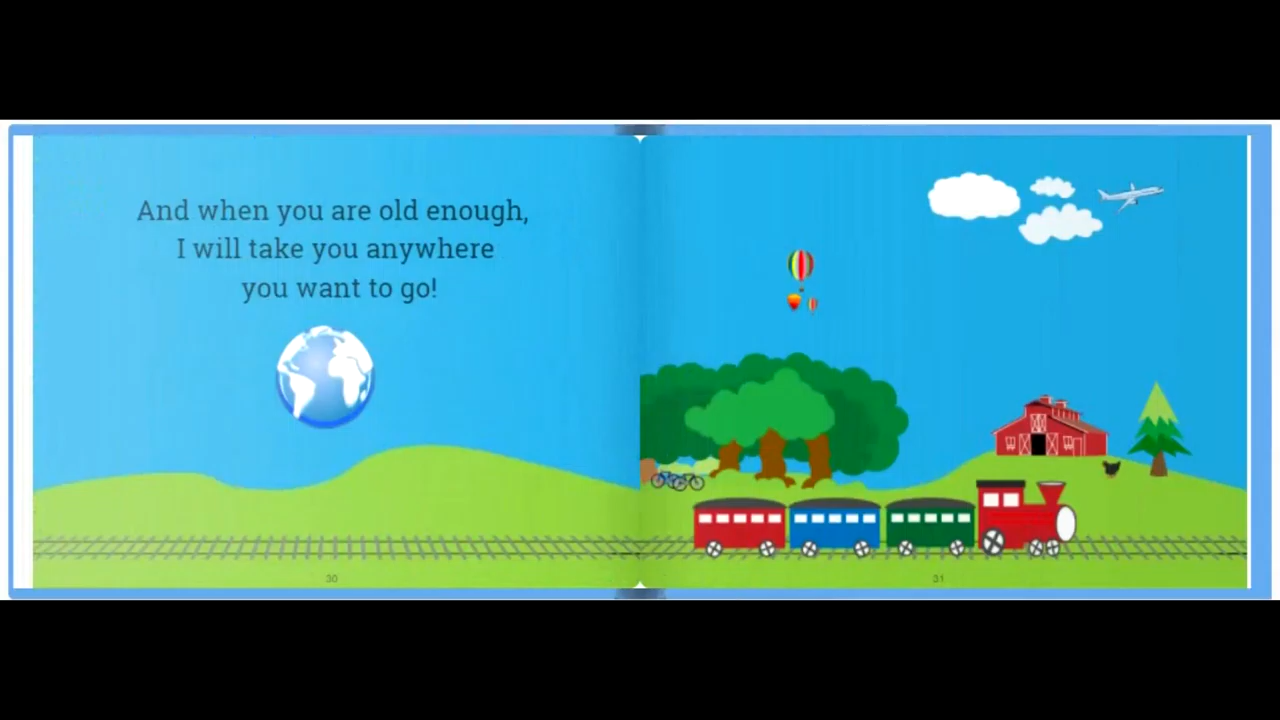 And when you are old enough,
I will take you anywhere
you want to go!
30
31